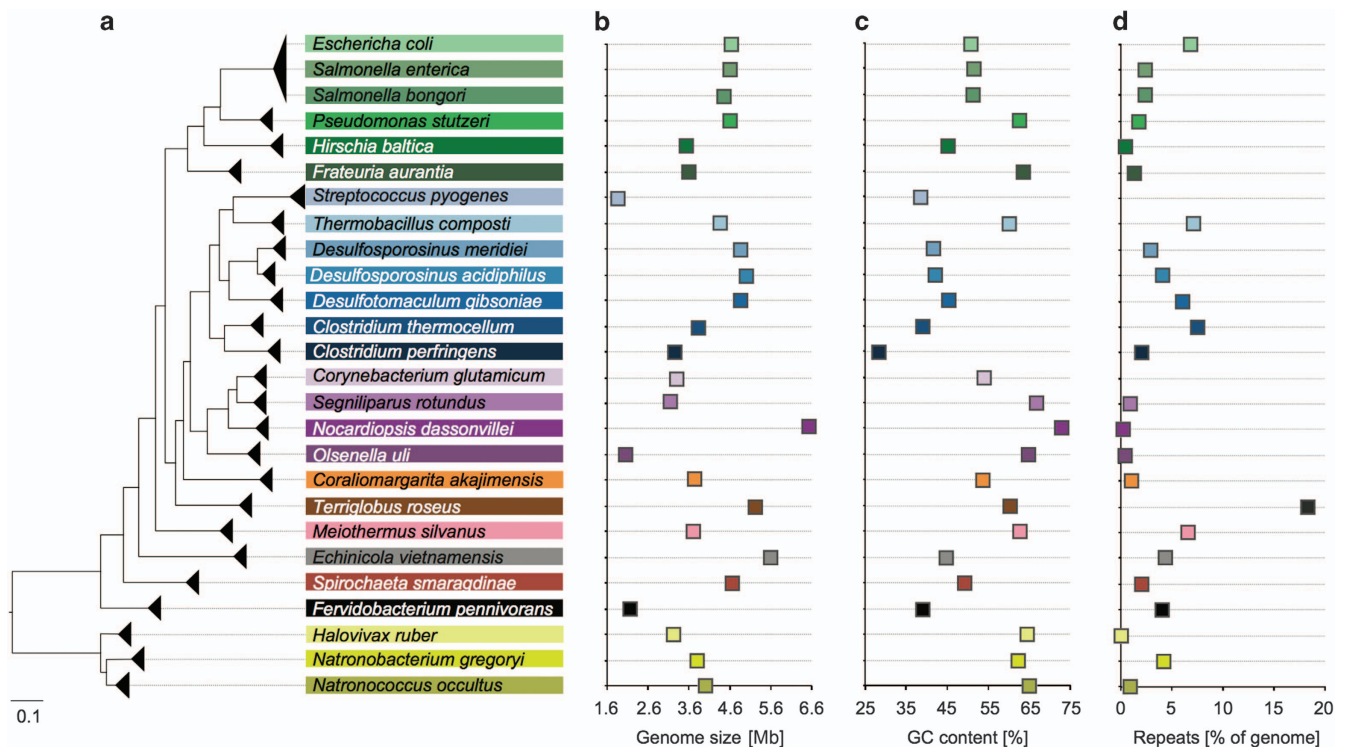 a
b
c
d
Eschericha coli
Salmonella enterica
Salmonella bongori
Pseudomonas stutzeri
Hirschia baltica
Frateuria aurantia
Streptococcus pyogenes
Thermobacillus composti
Desulfosporosinus meridiei
Desulfosporosinus acidiphilus
Desulfotomaculum gibsoniae
Clostridium thermocellum
Clostridium perfringens
Corynebacterium glutamicum
Segniliparus rotundus
Nocardiopsis dassonvillei
Olsenella uli
Coraliomargarita akajimensis
Terriglobus roseus
Meiothermus silvanus
Echinicola vietnamensis
Spirochaeta smaragdinae
Fervidobacterium pennivorans
Halovivax ruber
Natronobacterium gregoryi
Natronococcus occultus
0.1
1.6 2.6 3.6 4.6 5.6 6.6
Genome size [Mb]
25 35 45 55 65 75
GC content [%]
0 5 10 15 20
Repeats [% of genome]